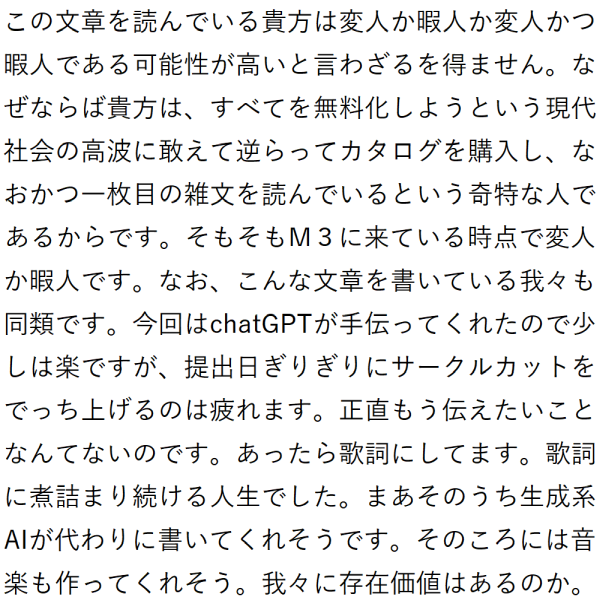 この文章を読んでいる貴方は変人か暇人か変人かつ
暇人である可能性が高いと言わざるを得ません。な
ぜならば貴方は、すべてを無料化しようという現代
社会の高波に敢えて逆らってカタログを購入し、な
おかつ一枚目の雑文を読んでいるという奇特な人で
あるからです。そもそもM３に来ている時点で変人
か暇人です。なお、こんな文章を書いている我々も
同類です。今回はchatGPTが手伝ってくれたので少
しは楽ですが、提出日ぎりぎりにサークルカットを
でっち上げるのは疲れます。正直もう伝えたいこと
なんてないのです。あったら歌詞にしてます。歌詞
に煮詰まり続ける人生でした。まあそのうち生成系
AIが代わりに書いてくれそうです。そのころには音
楽も作ってくれそう。我々に存在価値はあるのか。